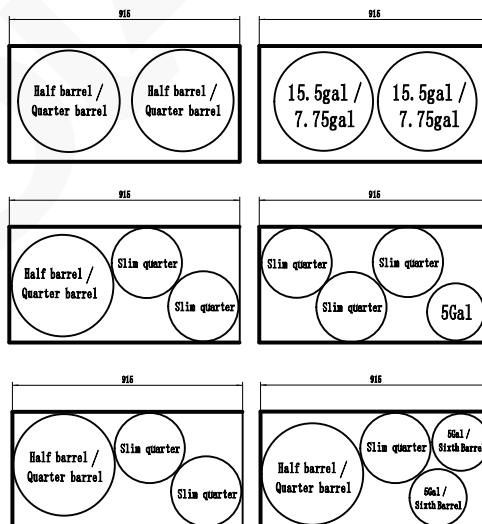 915
915
Half barrel /
Quarter barrel
Half barrel /
Quarter barrel
15.5gal /
7.75gal
15.5gal /
7.75gal
915
915
Half barrel /
Quarter barrel
Slim quarter
Slim quarter
Slim quarter
Slim quarter
Slim quarter
5Gal
915
915
Half barrel /
Quarter barrel
Slim quarter
Slim quarter
Half barrel /
Quarter barrel
Slim quarter
5Gal /
Sixth Barrel
5Gal /
Sixth Barrel